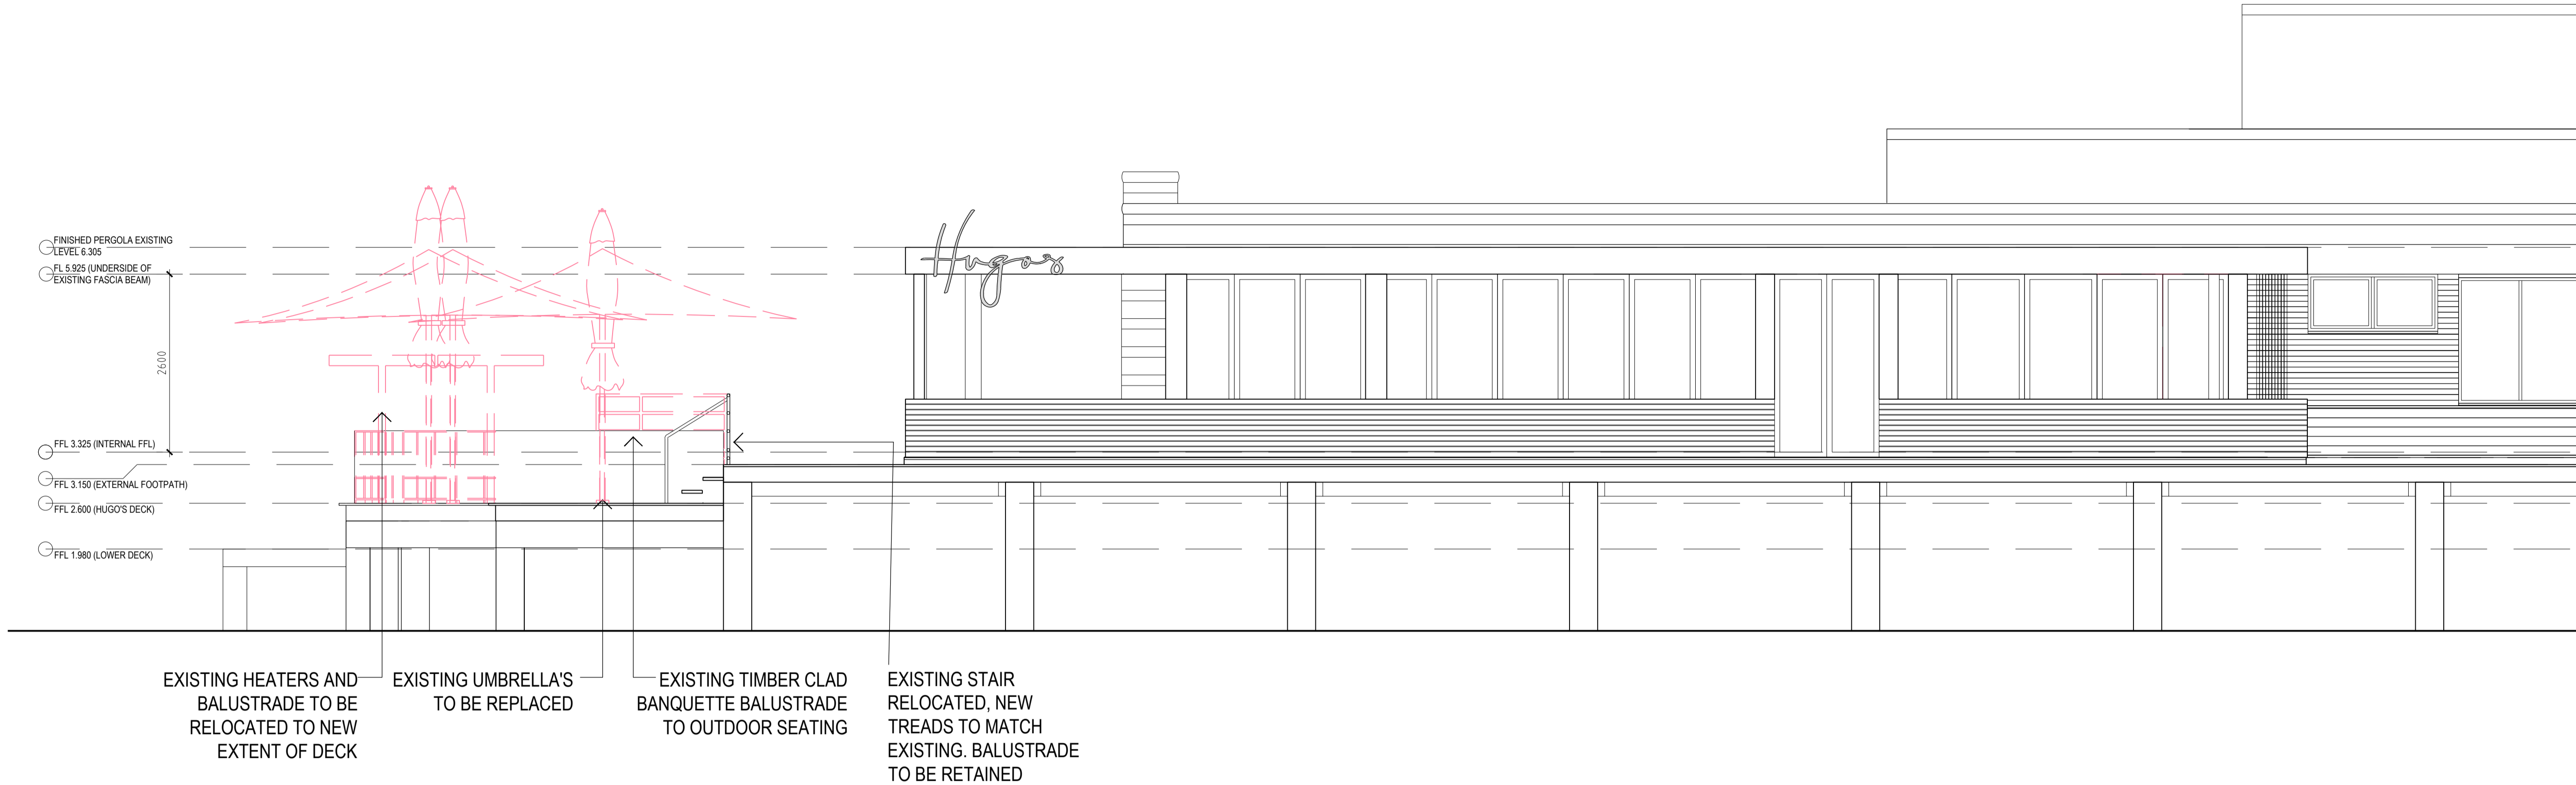 Hugo's
FINISHED PERGOLA EXISTING
LEVEL 6.305
FL 5.925 (UNDERSIDE OF
EXISTING FASCIA BEAM)
2600
FFL 3.325 (INTERNAL FFL)
FFL 3.150 (EXTERNAL FOOTPATH)
FFL 2.600 (HUGO'S DECK)
FFL 1.980 (LOWER DECK)
EXISTING HEATERS AND
BALUSTRADE TO BE
RELOCATED TO NEW
EXTENT OF DECK
EXISTING UMBRELLA'S
TO BE REPLACED
EXISTING TIMBER CLAD
BANQUETTE BALUSTRADE
TO OUTDOOR SEATING
EXISTING STAIR
RELOCATED, NEW
TREADS TO MATCH
EXISTING. BALUSTRADE
TO BE RETAINED